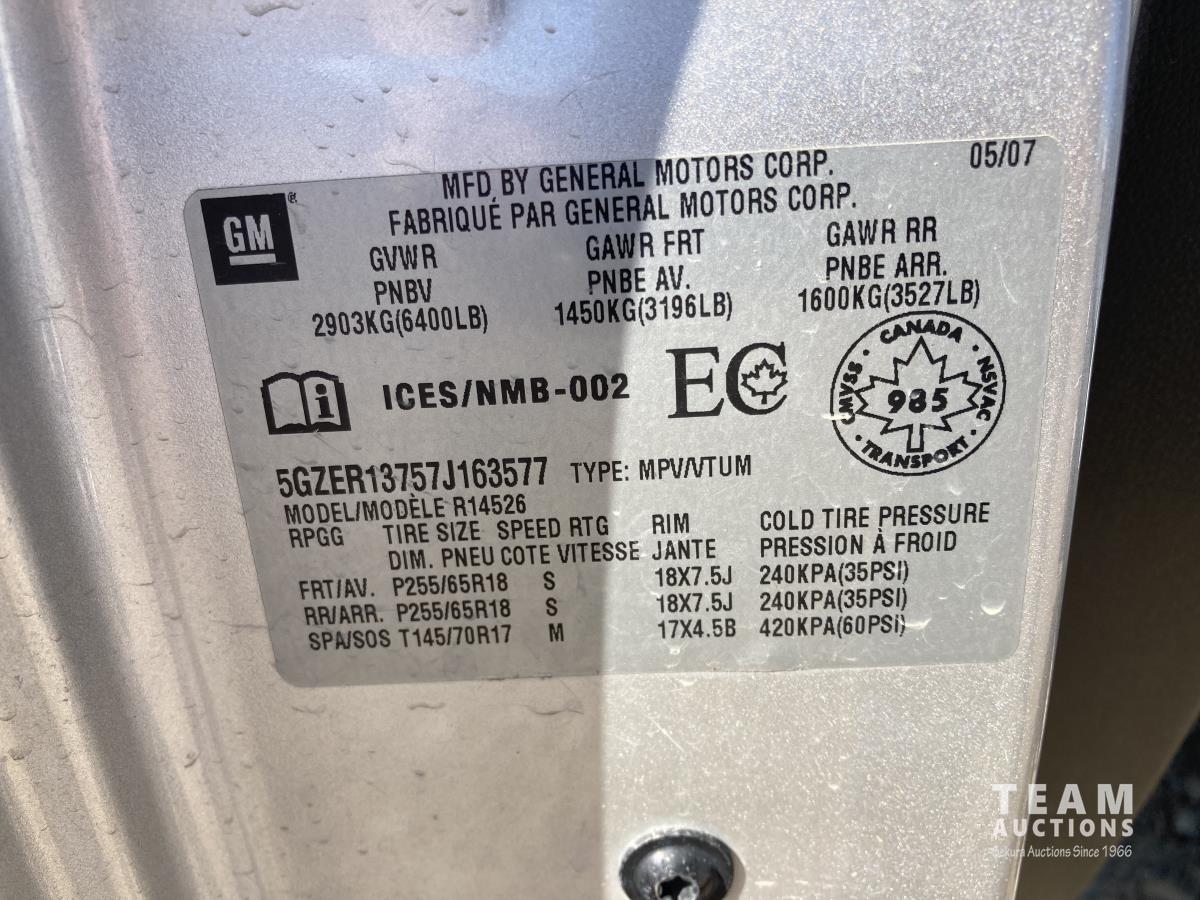 MFD BY GENERAL MOTORS CORP. 05/07
FABRIQUÉ PAR GENERAL MOTORS CORP.
GM
GVWR GAWR FRT GAWR RR
PNBV PNBE AV. PNBE ARR.
2903KG(6400LB) 1450KG(3196LB) 1600KG(3527LB)
i ICES/NMB-002 EC
CANADA
CMVSS 985 NSVAC
TRANSPORT
5GZER13757J163577 TYPE: MPV/VTUM
MODEL/MODÈLE R14526
RPGG TIRE SIZE SPEED RTG RIM COLD TIRE PRESSURE
DIM. PNEU COTE VITESSE JANTE PRESSION À FROID
FRT/AV. P255/65R18 S 18X7.5J 240KPA(35PSI)
RR/ARR. P255/65R18 S 18X7.5J 240KPA(35PSI)
SPA/SOS T145/70R17 M 17X4.5B 420KPA(60PSI)
TEAM
AUCTIONS
Auctions Since 1966